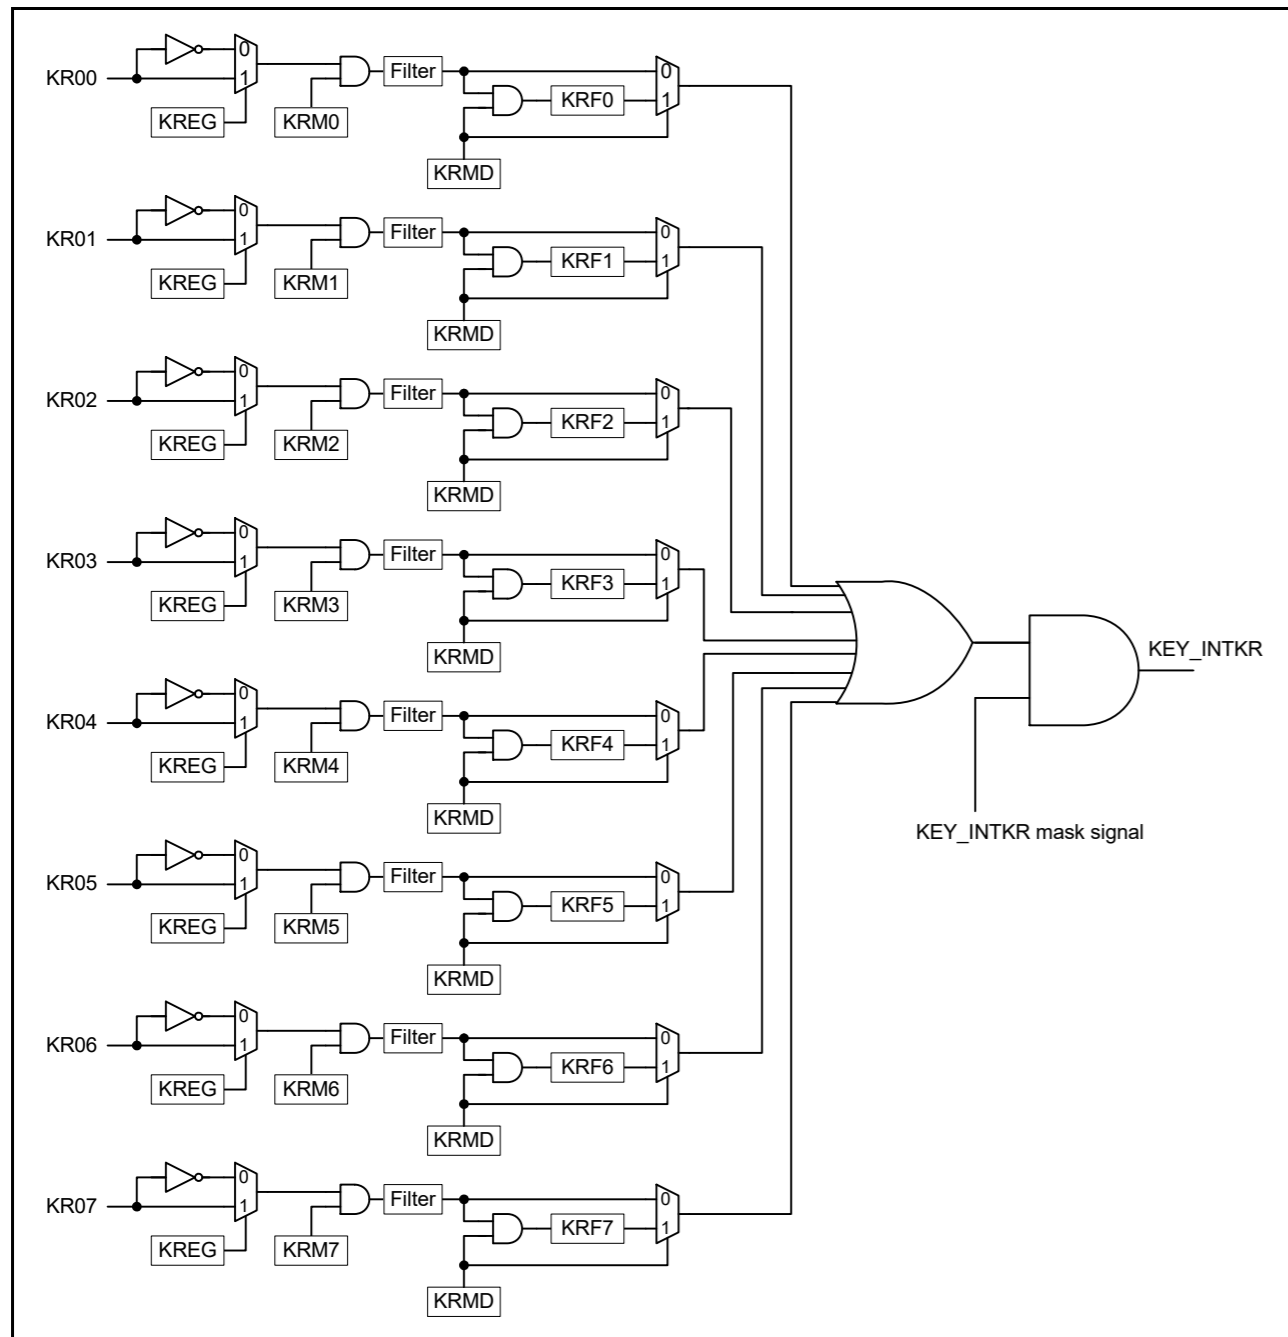 0
KR00 1 Filter 0
KREG KRM0 KRF0 1
KRMD
0
KR01 1 Filter 0
KREG KRM1 KRF1 1
KRMD
0
KR02 1 Filter 0
KREG KRM2 KRF2 1
KRMD
0
KR03 1 Filter 0
KREG KRM3 KRF3 1
KRMD
KEY_INTKR
0
KR04 1 Filter 0
KREG KRM4 KRF4 1
KRMD
KEY_INTKR mask signal
0
KR05 1 Filter 0
KREG KRM5 KRF5 1
KRMD
0
KR06 1 Filter 0
KREG KRM6 KRF6 1
KRMD
0
KR07 1 Filter 0
KREG KRM7 KRF7 1
KRMD